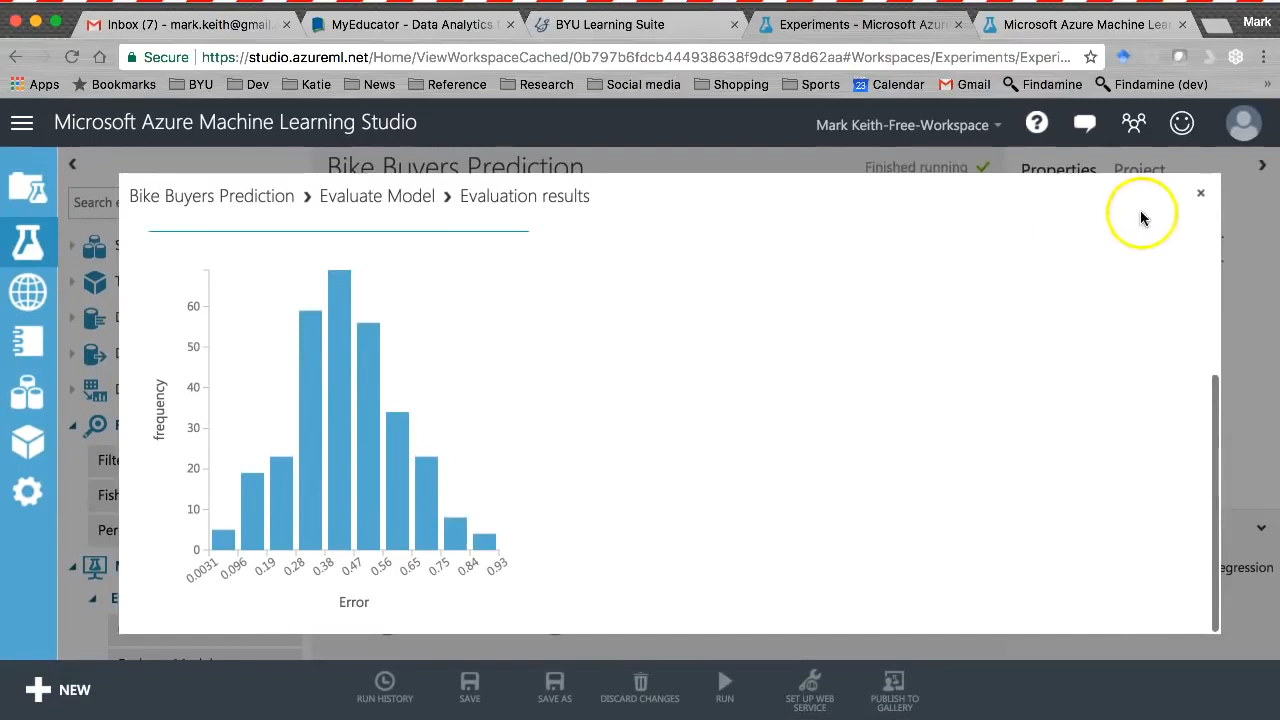 Inbox (7) - mark.keith@gmail.
MyEducator - Data Analytics f
BYU Learning Suite
Experiments - Microsoft Azur
Microsoft Azure Machine Lear
Mark
Secure
https://studio.azureml.net/Home/ViewWorkspaceCached/0b797b6fdcb444938638f9dc978d62aa#Workspaces/Experiments/Experi...
Apps
Bookmarks
BYU
Dev
Katie
News
Reference
Research
Social media
Shopping
Sports
23
Calendar
Gmail
Findamine
Findamine (dev)
»
Microsoft Azure Machine Learning Studio
Mark Keith-Free-Workspace
Bike Buyers Prediction
Finished running
Properties
Project
Search e
Bike Buyers Prediction › Evaluate Model › Evaluation results
×
S
T
D
D
D
F
Filte
Fish
Per
M
E
frequency
60
50
40
30
20
10
0
0.0031
0.096
0.19
0.28
0.38
0.47
0.56
0.65
0.75
0.84
0.93
Error
egression
NEW
RUN HISTORY
SAVE
SAVE AS
DISCARD CHANGES
RUN
SET UP WEB
SERVICE
PUBLISH TO
GALLERY